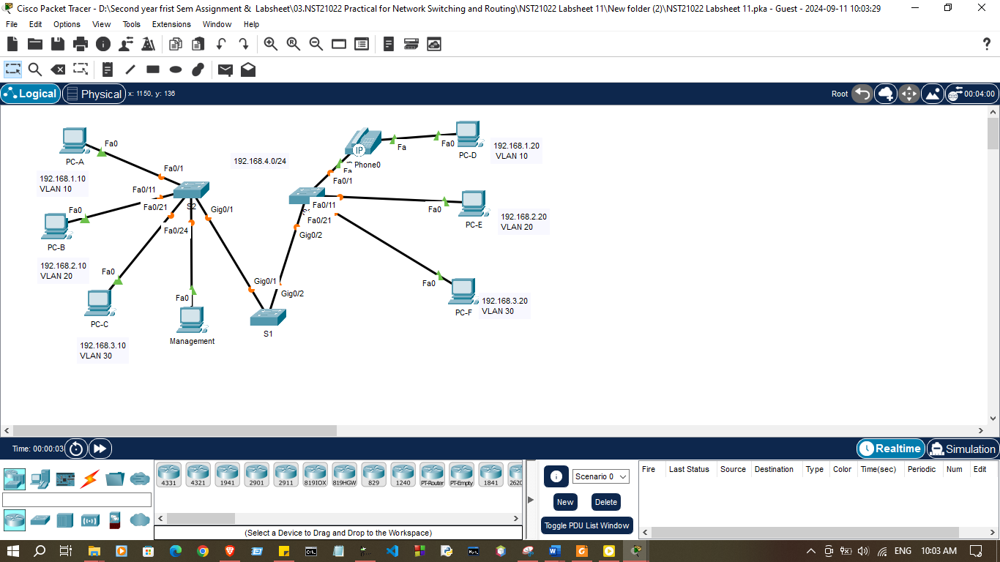 Cisco Packet Tracer - D:\Second year frist Sem Assignment & Labsheet\03.NST21022 Practical for Network Switching and Routing\NST21022 Labsheet 11\New folder (2)\NST21022 Labsheet 11.pka - Guest - 2024-09-11 10:03:29
File Edit Options View Tools Extensions Window Help
Logical Physical x: 1150, y: 136 Root 00:04:00
PC-A
Fa0
192.168.1.10
VLAN 10
Fa0/1
Fa0/11
Fa0/21
Fa0/24
Gig0/1
Fa0
PC-B
192.168.2.10
VLAN 20
Fa0
PC-C
192.168.3.10
VLAN 30
Fa0
Management
192.168.4.0/24
Gig0/1
Gig0/2
S1
IP
Phone0
Fa
Fa
Fa0
PC-D
192.168.1.20
VLAN 10
Fa0/1
Fa0/11
Fa0/21
Gig0/2
Fa0
PC-E
192.168.2.20
VLAN 20
Fa0
PC-F
192.168.3.20
VLAN 30
Time: 00:00:03 Realtime Simulation
4331 4321 1941 2901 2911 819IOX 819HGW 829 1240 PT-Router PT-Empty 1841 2620
(Select a Device to Drag and Drop to the Workspace)
Scenario 0
New Delete
Toggle PDU List Window
Fire Last Status Source Destination Type Color Time(sec) Periodic Num Edit
ENG 10:03 AM